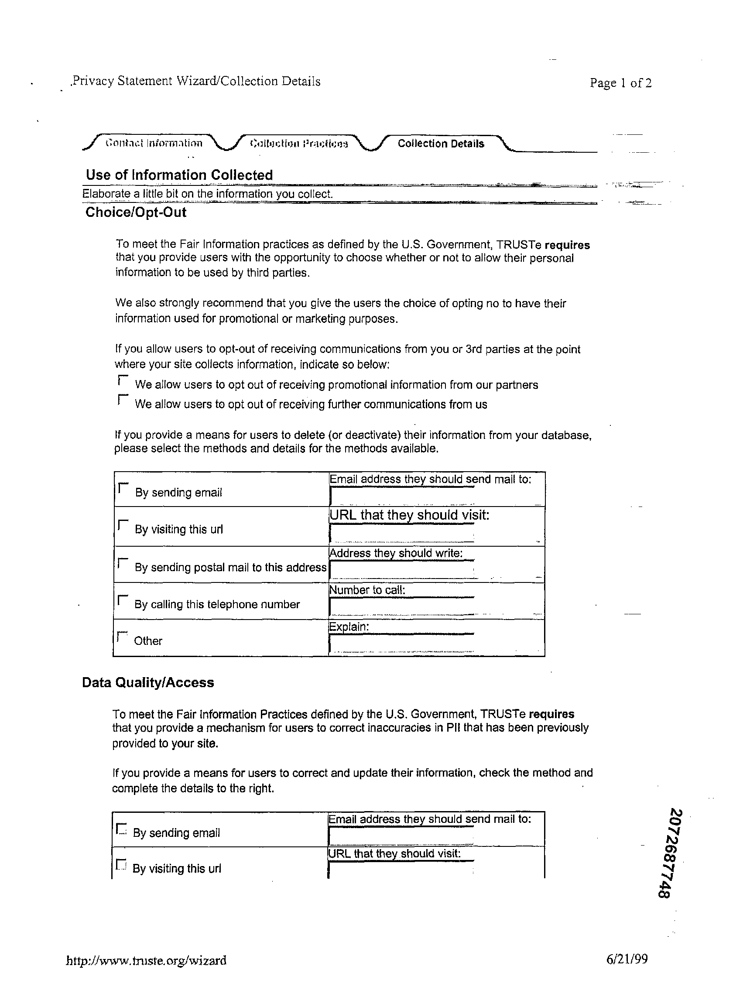 Privacy Statement Wizard/Collection Details
Page 1 of 2
Contact Information
Collection Practices
Collection Details
Use of Information Collected
Elaborate a little bit on the information you collect.
Choice/Opt-Out
To meet the Fair Information practices as defined by the U.S. Government, TRUSTe requires
that you provide users with the opportunity to choose whether or not to allow their personal
information to be used by third parties.
We also strongly recommend that you give the users the choice of opting no to have their
information used for promotional or marketing purposes.
If you allow users to opt-out of receiving communications from you or 3rd parties at the point
where your site collects information, indicate so below:
We allow users to opt out of receiving promotional information from our partners
We allow users to opt out of receiving further communications from us
If you provide a means for users to delete (or deactivate) their information from your database,
please select the methods and details for the methods available.
By sending email
Email address they should send mail to:
By visiting this url
URL that they should visit:
By sending postal mail to this address
Address they should write:
By calling this telephone number
Number to call:
Other
Explain:
Data Quality/Access
To meet the Fair Information Practices defined by the U.S. Government, TRUSTe requires
that you provide a mechanism for users to correct inaccuracies in PII that has been previously
provided to your site.
If you provide a means for users to correct and update their information, check the method and
complete the details to the right.
By sending email
Email address they should send mail to:
By visiting this url
URL that they should visit:
2072687748
http://www.truste.org/wizard
6/21/99